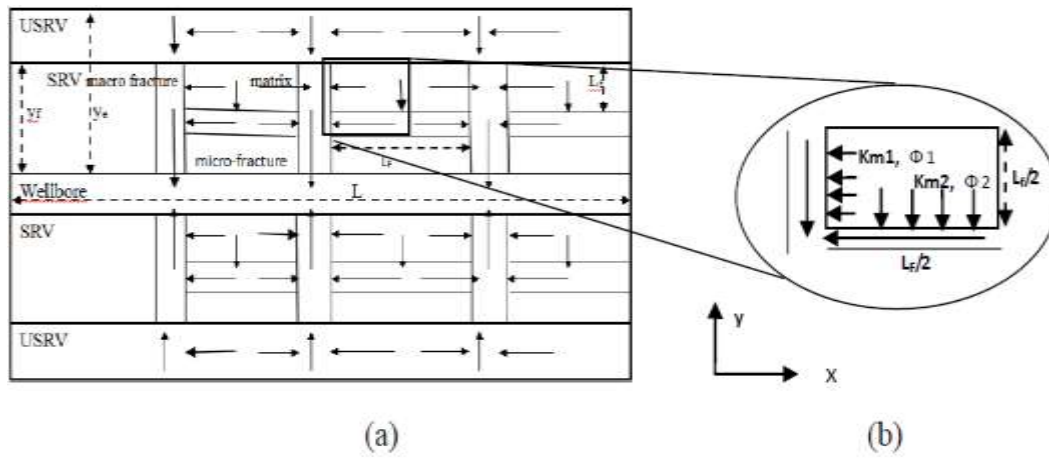 USRV
SRV macro fracture
matrix
Lf
yf
ye
micro-fracture
LF
Wellbore
L
SRV
USRV
Km1, Φ1
Km2, Φ2
Lf/2
LF/2
y
X
(a)
(b)